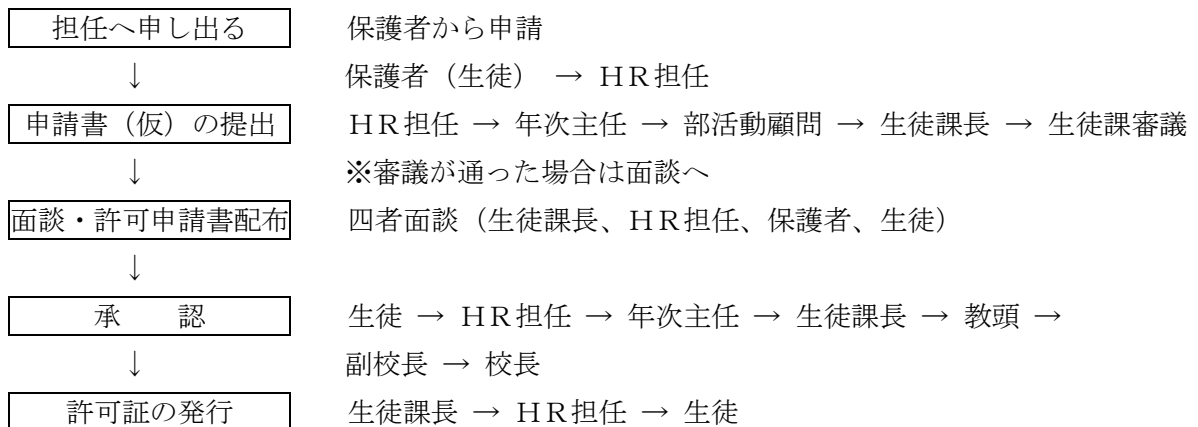 担任へ申し出る　保護者から申請
↓　保護者（生徒） → ＨＲ担任
申請書（仮）の提出　ＨＲ担任 → 年次主任 → 部活動顧問 → 生徒課長 → 生徒課審議
↓　※審議が通った場合は面談へ
面談・許可申請書配布　四者面談（生徒課長、ＨＲ担任、保護者、生徒）
↓
承　　認　生徒 → ＨＲ担任 → 年次主任 → 生徒課長 → 教頭 →
↓　副校長 → 校長
許可証の発行　生徒課長 → ＨＲ担任 → 生徒